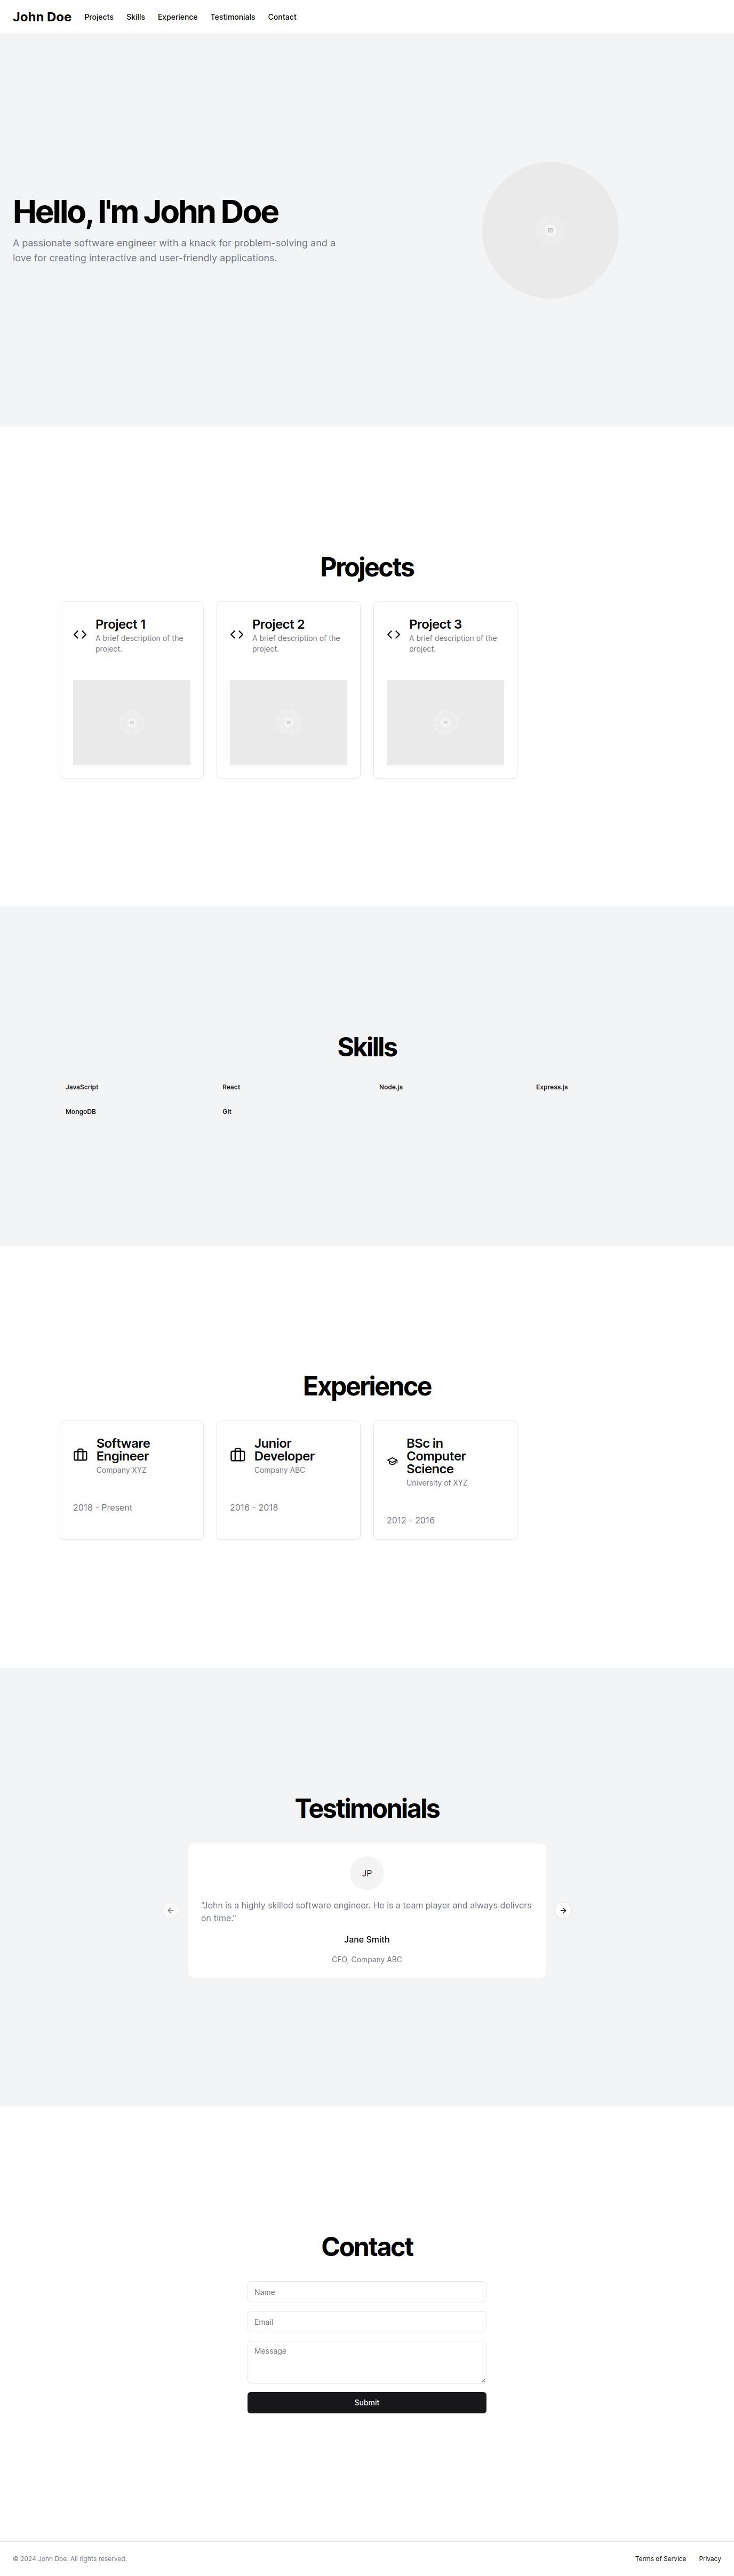 John Doe
Projects
Skills
Experience
Testimonials
Contact
Hello, I'm John Doe
A passionate software engineer with a knack for problem-solving and a
love for creating interactive and user-friendly applications.
Projects
Project 1
A brief description of the
project.
Project 2
A brief description of the
project.
Project 3
A brief description of the
project.
Skills
JavaScript
React
Node.js
Express.js
MongoDB
Git
Experience
Software
Engineer
Company XYZ
2018 - Present
Junior
Developer
Company ABC
2016 - 2018
BSc in
Computer
Science
University of XYZ
2012 - 2016
Testimonials
JP
"John is a highly skilled software engineer. He is a team player and always delivers
on time."
Jane Smith
CEO, Company ABC
Contact
Name
Email
Message
Submit
© 2024 John Doe. All rights reserved.
Terms of Service
Privacy